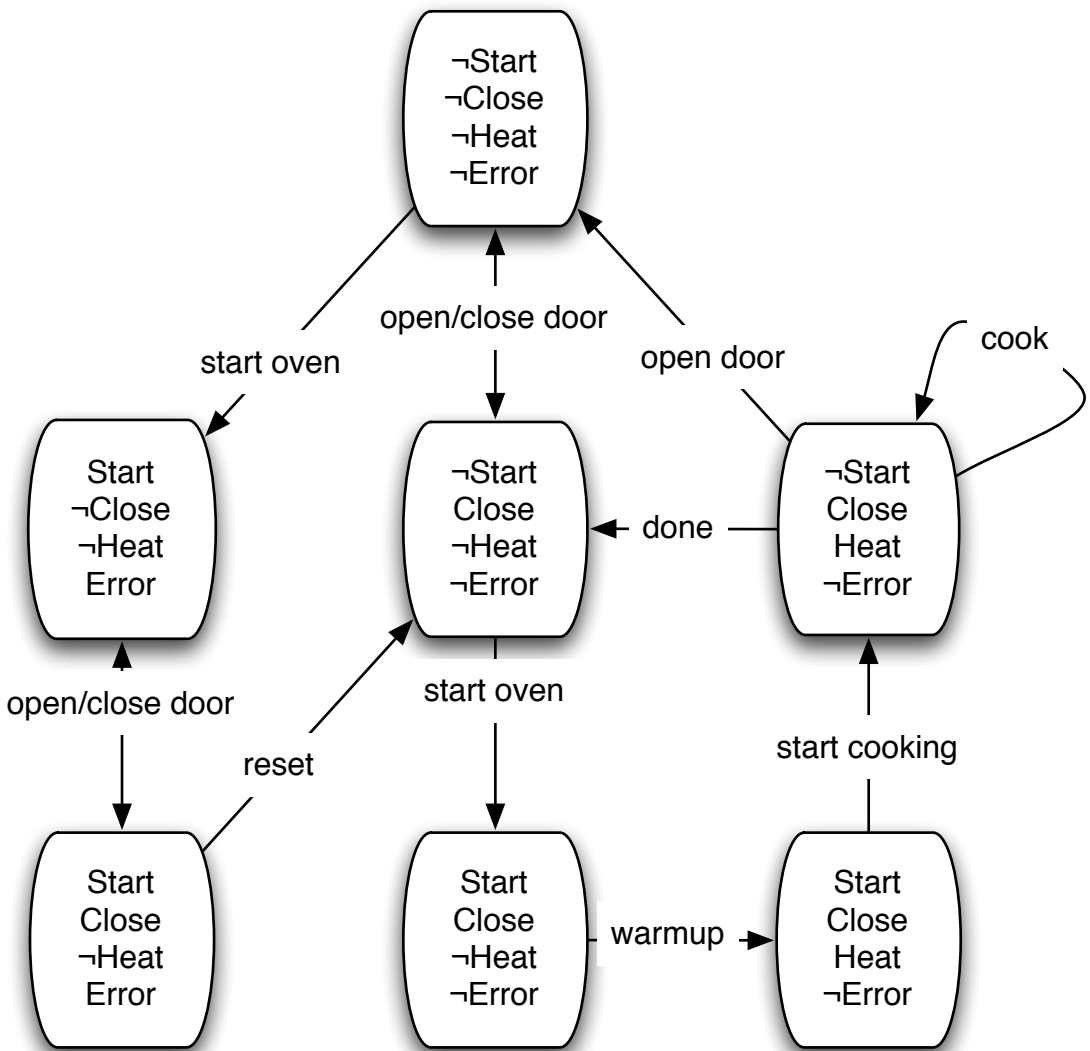 ¬Start
¬Close
¬Heat
¬Error
open/close door
start oven
open door
cook
Start
¬Close
¬Heat
Error
¬Start
Close
¬Heat
¬Error
done
¬Start
Close
Heat
¬Error
open/close door
reset
start oven
start cooking
Start
Close
¬Heat
Error
Start
Close
¬Heat
¬Error
warmup
Start
Close
Heat
¬Error